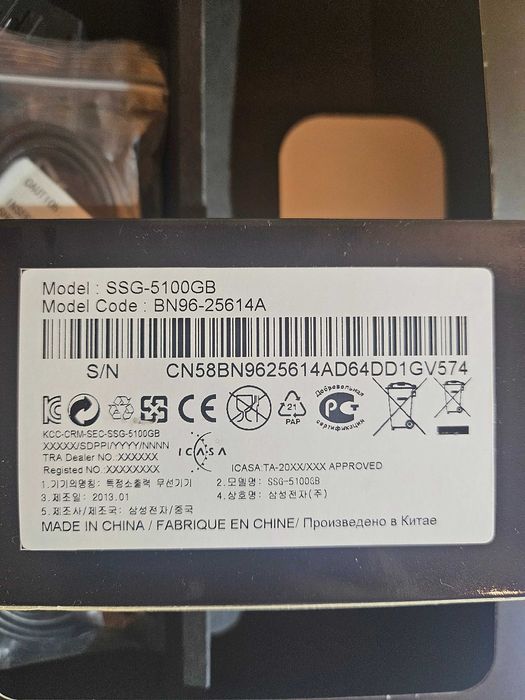 CAUTION
Model : SSG-5100GB
Model Code : BN96-25614A
S/N CN58BN9625614AD64DD1GV574
CE
21
PAP
Добровольная
сертификация
KCC-CRM-SEC-SSG-5100GB
XXXXX/SDPPI/YYYY/NNNN
TRA Dealer NO. XXXXXX
Registed NO. XXXXXXXX
ICASA
ICASA:TA-20XX/XXX APPROVED
1.기기의명칭: 특정소출력 무선기기 2.모델명: SSG-5100GB
3.제조일: 2013.01 4.상호명: 삼성전자(주)
5.제조사/제조국: 삼성전자/중국
MADE IN CHINA / FABRIQUE EN CHINE/ Произведено в Китае